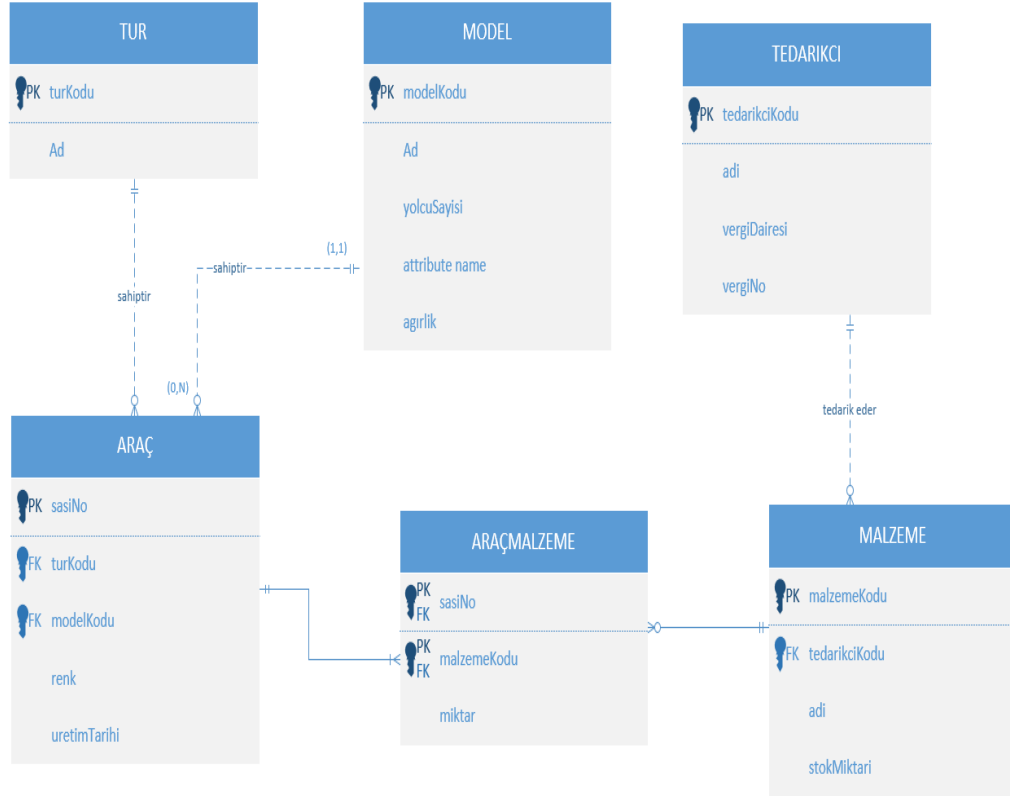 TUR
PK turKodu
Ad
MODEL
PK modelKodu
Ad
yolcuSayisi
attribute name
agırlik
TEDARIKCI
PK tedarikciKodu
adi
vergiDairesi
vergiNo
(1,1)
sahiptir
sahiptir
(0,N)
tedarik eder
ARAÇ
PK sasiNo
FK turKodu
FK modelKodu
renk
uretimTarihi
ARAÇMALZEME
PK
FK
sasiNo
PK
FK
malzemeKodu
miktar
MALZEME
PK malzemeKodu
FK tedarikciKodu
adi
stokMiktari